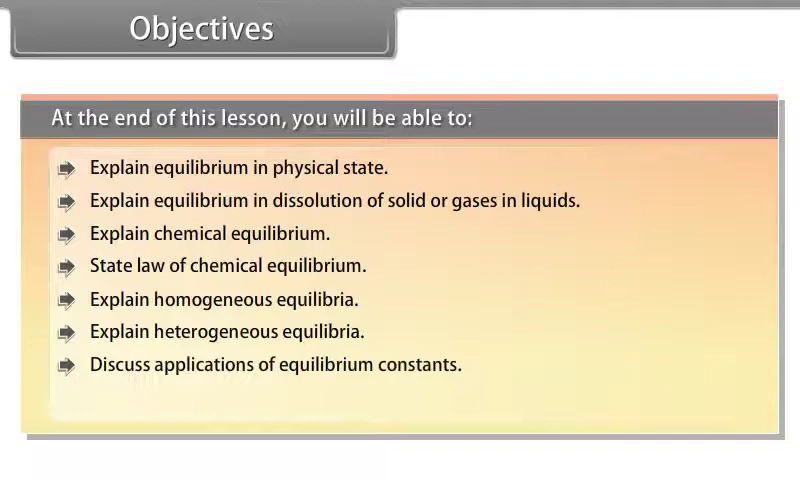 Objectives
At the end of this lesson, you will be able to:
Explain equilibrium in physical state.
Explain equilibrium in dissolution of solid or gases in liquids.
Explain chemical equilibrium.
State law of chemical equilibrium.
Explain homogeneous equilibria.
Explain heterogeneous equilibria.
Discuss applications of equilibrium constants.